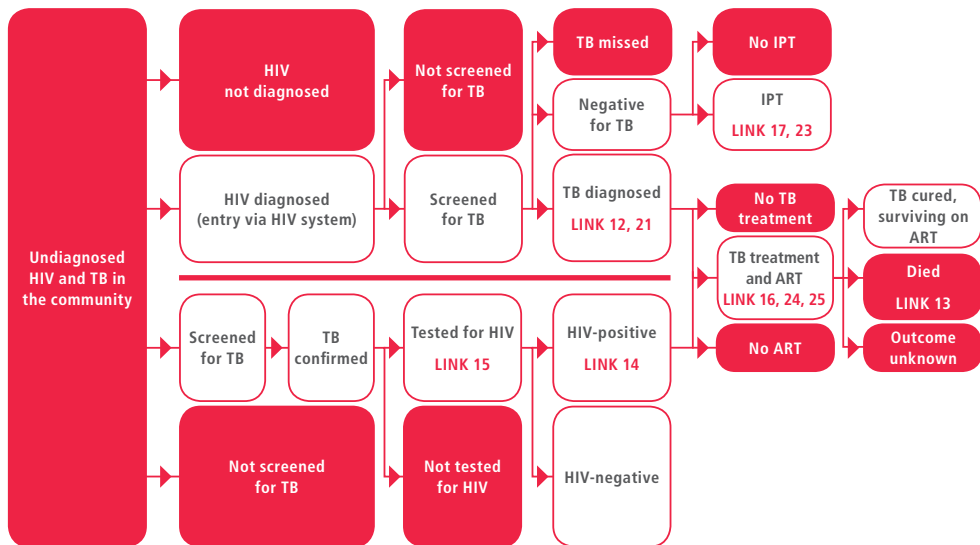 Undiagnosed
HIV and TB in
the community
HIV
not diagnosed
HIV diagnosed
(entry via HIV system)
Not screened
for TB
Screened
for TB
TB missed
Negative
for TB
TB diagnosed
LINK 12, 21
No IPT
IPT
LINK 17, 23
Screened
for TB
TB
confirmed
Not screened
for TB
Tested for HIV
LINK 15
Not tested
for HIV
HIV-positive
LINK 14
HIV-negative
No TB
treatment
TB treatment
and ART
LINK 16, 24, 25
No ART
TB cured,
surviving on
ART
Died
LINK 13
Outcome
unknown